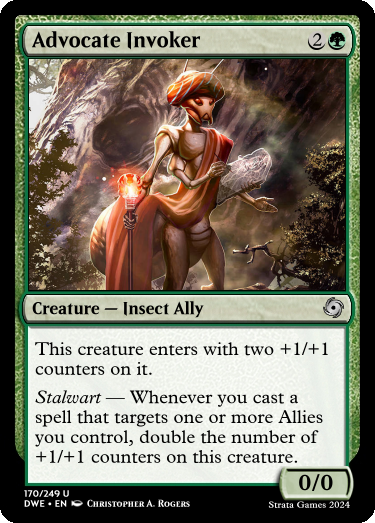 Advocate Invoker 2
Creature — Insect Ally
This creature enters with two +1/+1
counters on it.
Stalwart — Whenever you cast a
spell that targets one or more Allies
you control, double the number of
+1/+1 counters on this creature.
0/0
170/249 U
DWE • EN Christopher A. Rogers
Strata Games 2024